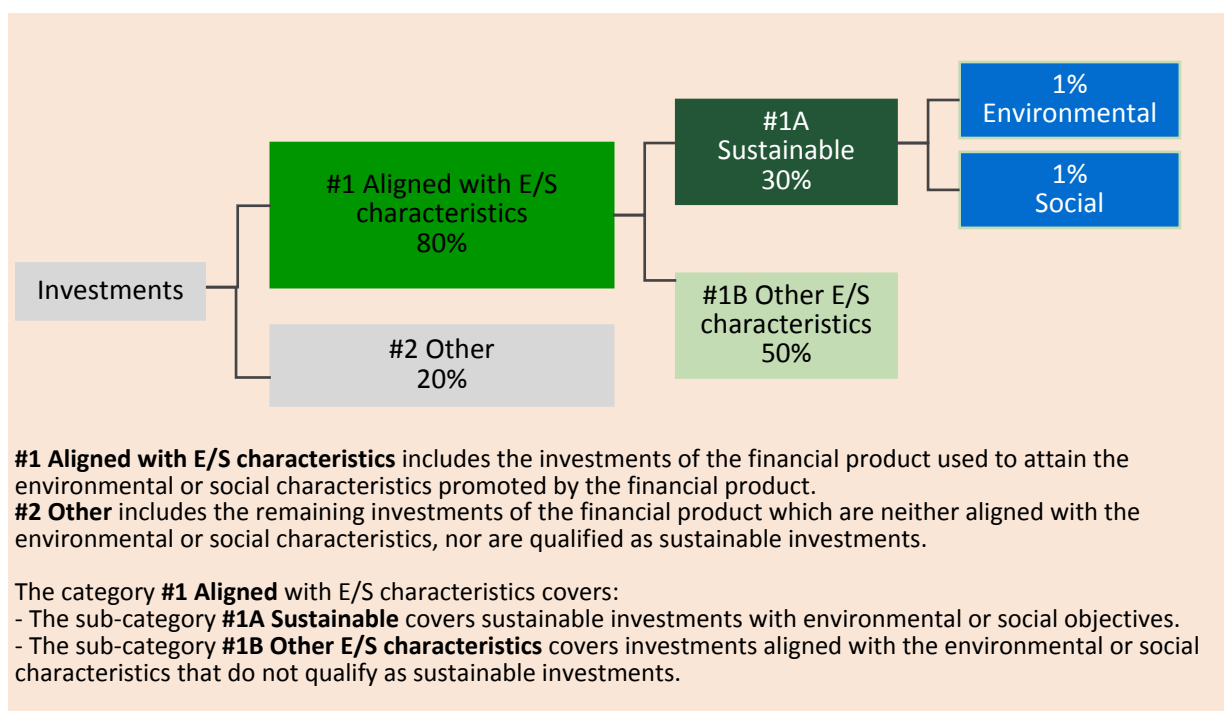 1%
Environmental
#1A
Sustainable
30%
1%
Social
#1 Aligned with E/S
characteristics
80%
Investments
#1B Other E/S
characteristics
50%
#2 Other
20%
#1 Aligned with E/S characteristics includes the investments of the financial product used to attain the
environmental or social characteristics promoted by the financial product.
#2 Other includes the remaining investments of the financial product which are neither aligned with the
environmental or social characteristics, nor are qualified as sustainable investments.
The category #1 Aligned with E/S characteristics covers:
- The sub-category #1A Sustainable covers sustainable investments with environmental or social objectives.
- The sub-category #1B Other E/S characteristics covers investments aligned with the environmental or social
characteristics that do not qualify as sustainable investments.